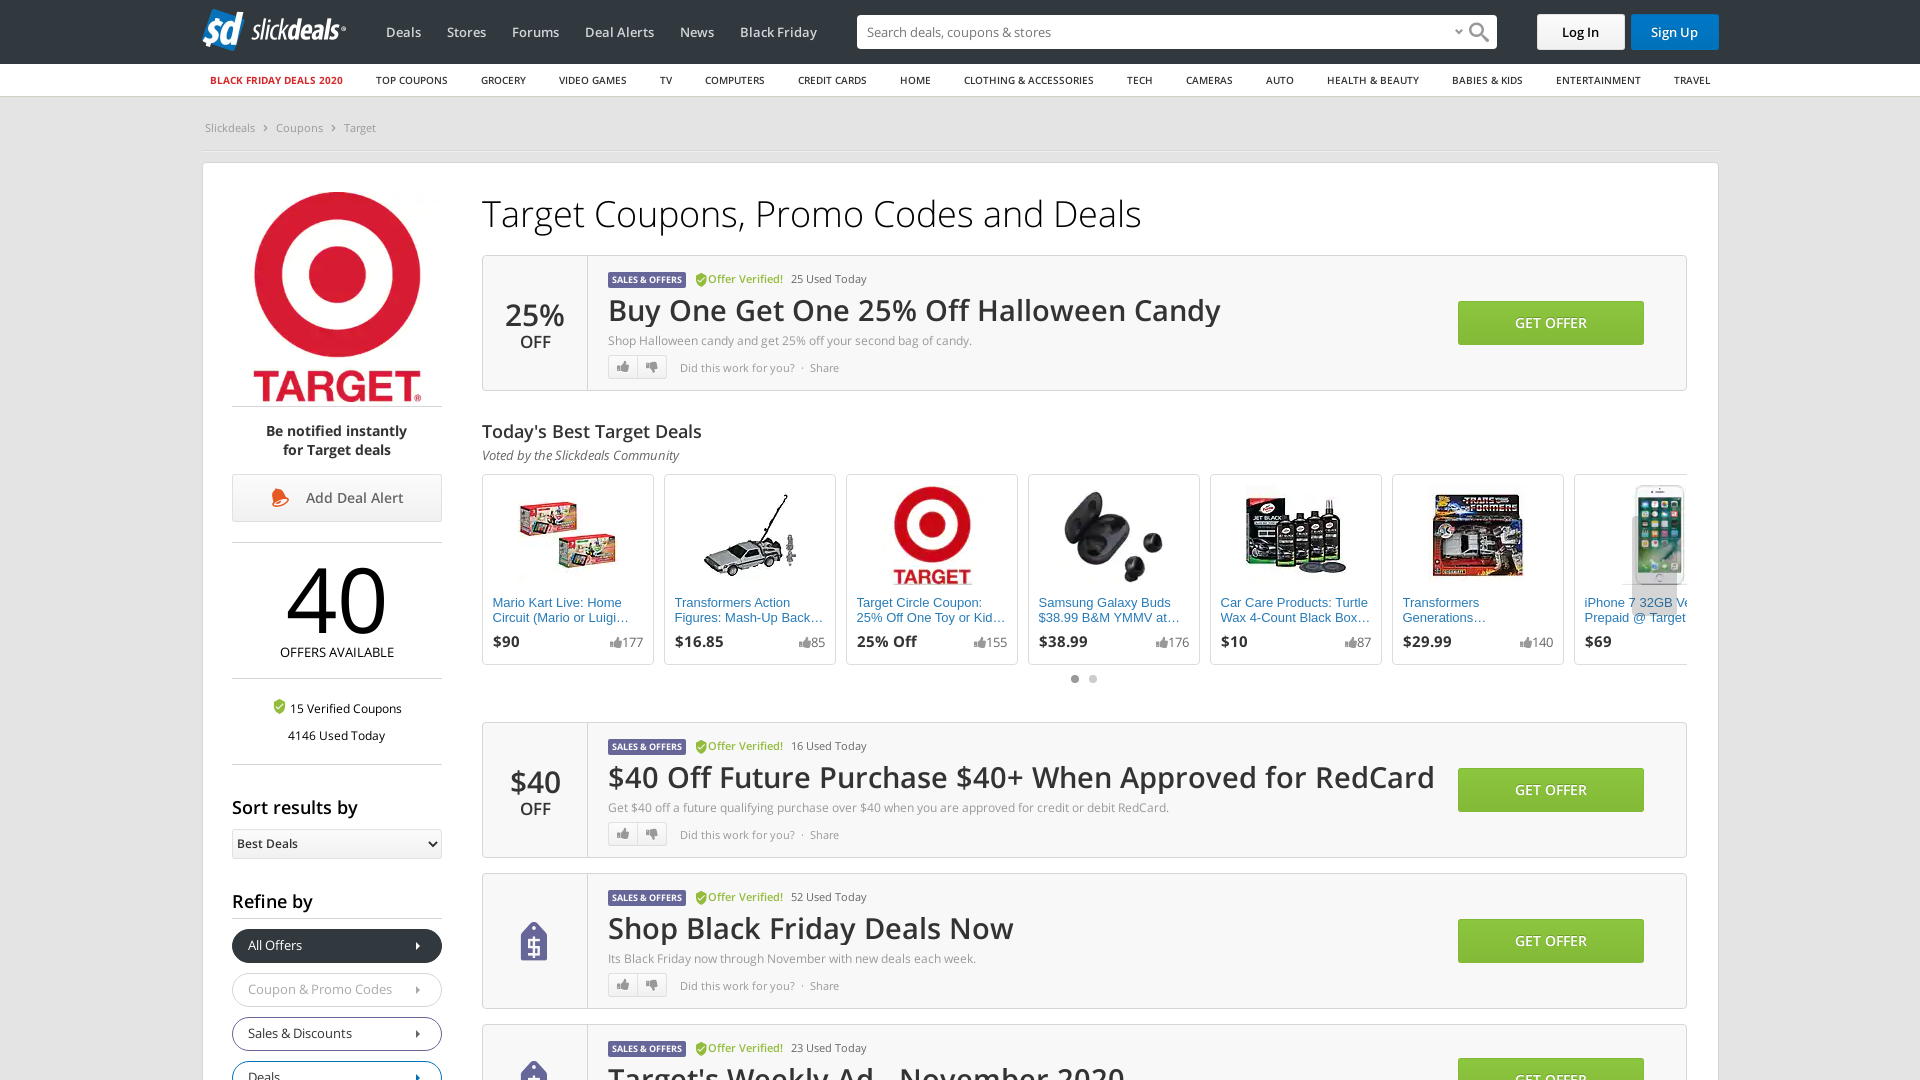 slickdeals
Deals Stores Forums Deal Alerts News Black Friday
Search deals, coupons & stores
Log In
Sign Up
BLACK FRIDAY DEALS 2020 TOP COUPONS GROCERY VIDEO GAMES TV COMPUTERS CREDIT CARDS HOME CLOTHING & ACCESSORIES TECH CAMERAS AUTO HEALTH & BEAUTY BABIES & KIDS ENTERTAINMENT TRAVEL
Slickdeals > Coupons > Target
TARGET
Be notified instantly
for Target deals
Add Deal Alert
40
OFFERS AVAILABLE
15 Verified Coupons
4146 Used Today
Sort results by
Best Deals
Refine by
All Offers
Coupon & Promo Codes
Sales & Discounts
Deals
Target Coupons, Promo Codes and Deals
25%
OFF
SALES & OFFERS Offer Verified! 25 Used Today
Buy One Get One 25% Off Halloween Candy
Shop Halloween candy and get 25% off your second bag of candy.
Did this work for you? · Share
GET OFFER
Today's Best Target Deals
Voted by the Slickdeals Community
Mario Kart Live: Home
Circuit (Mario or Luigi…
$90 177
Transformers Action
Figures: Mash-Up Back…
$16.85 85
TARGET
Target Circle Coupon:
25% Off One Toy or Kid…
25% Off 155
Samsung Galaxy Buds
$38.99 B&M YMMV at…
$38.99 176
Car Care Products: Turtle
Wax 4-Count Black Box…
$10 87
Transformers
Generations…
$29.99 140
iPhone 7 32GB Ve
Prepaid @ Target
$69
$40
OFF
SALES & OFFERS Offer Verified! 16 Used Today
$40 Off Future Purchase $40+ When Approved for RedCard
Get $40 off a future qualifying purchase over $40 when you are approved for credit or debit RedCard.
Did this work for you? · Share
GET OFFER
SALES & OFFERS Offer Verified! 52 Used Today
Shop Black Friday Deals Now
Its Black Friday now through November with new deals each week.
Did this work for you? · Share
GET OFFER
SALES & OFFERS Offer Verified! 23 Used Today
Target's Weekly Ad - November 2020
GET OFFER